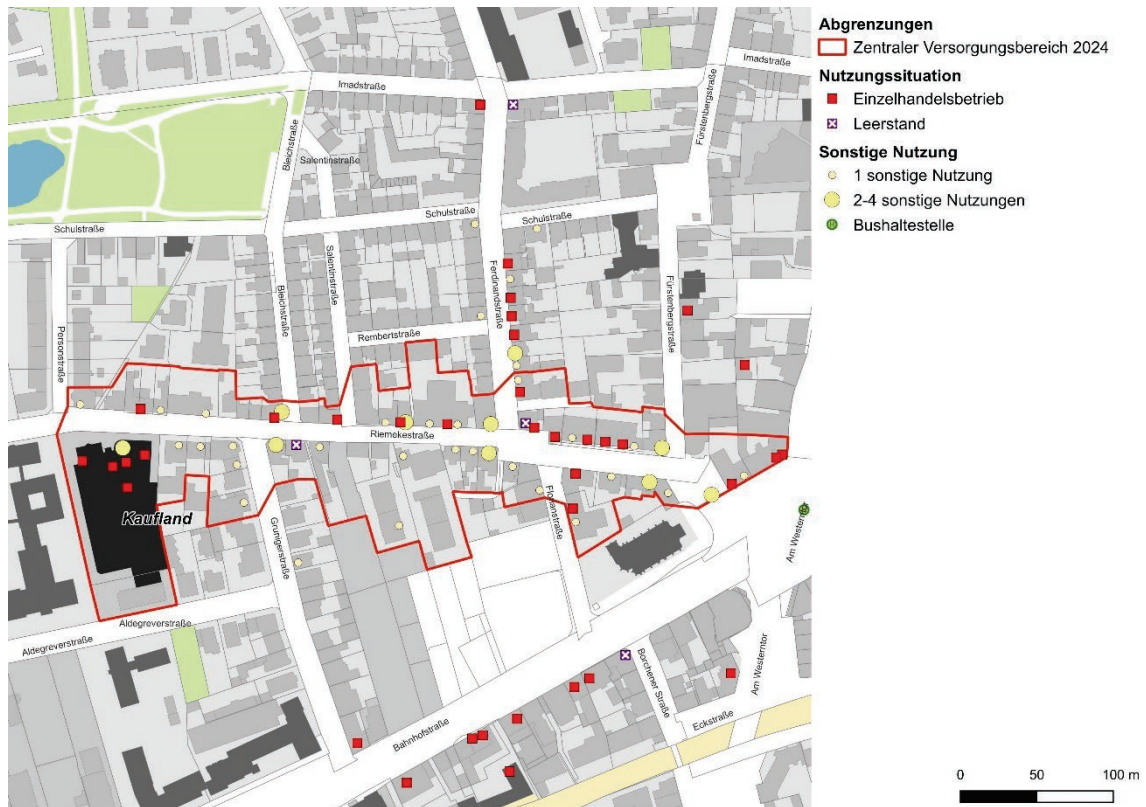 Abgrenzungen
Zentraler Versorgungsbereich 2024
Nutzungssituation
Einzelhandelsbetrieb
Leerstand
Sonstige Nutzung
1 sonstige Nutzung
2-4 sonstige Nutzungen
Bushaltestelle
Imadstraße
Imadstraße
Fürstenbergstraße
Bleichstraße
Salentinstraße
Schulstraße
Schulstraße
Schulstraße
Salentinstraße
Ferdinandstraße
Fürstenbergstraße
Bleichstraße
Personstraße
Rembertstraße
Riemekestraße
Kaufland
Florianstraße
Am Westerntor
Grunigerstraße
Aldegreverstraße
Aldegreverstraße
Borchener Straße
Am Westerntor
Bahnhofstraße
Eckstraße
0 50 100 m